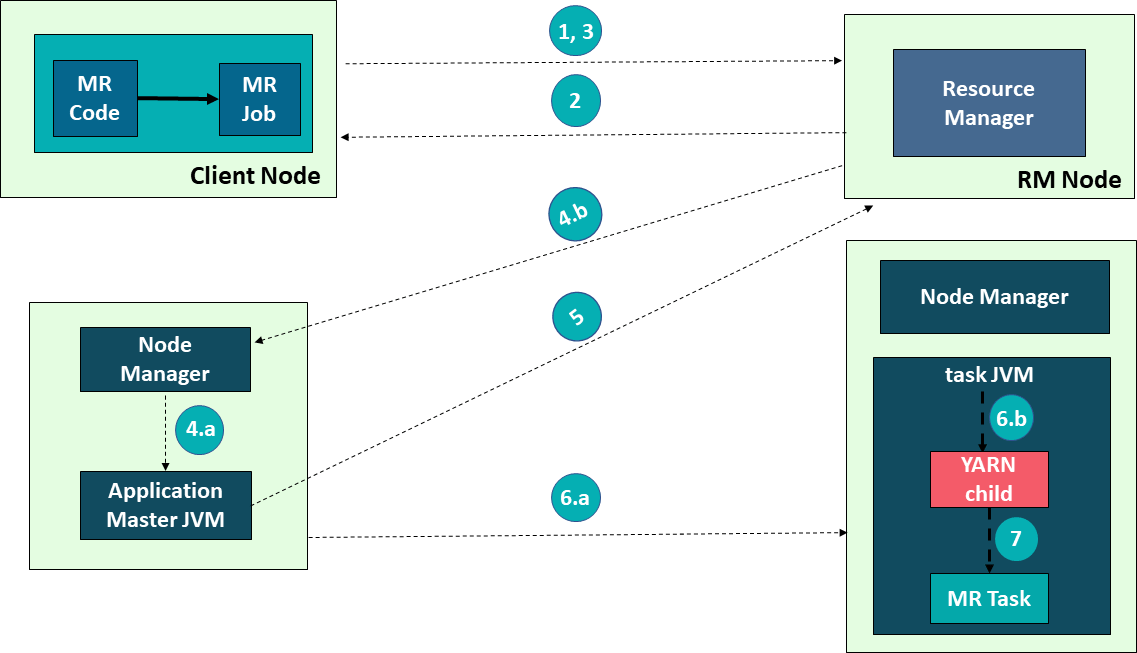 MR
Code
MR
Job
Client Node
1, 3
2
Resource
Manager
RM Node
4.b
5
Node
Manager
4.a
Application
Master JVM
6.a
Node Manager
task JVM
6.b
YARN
child
7
MR Task